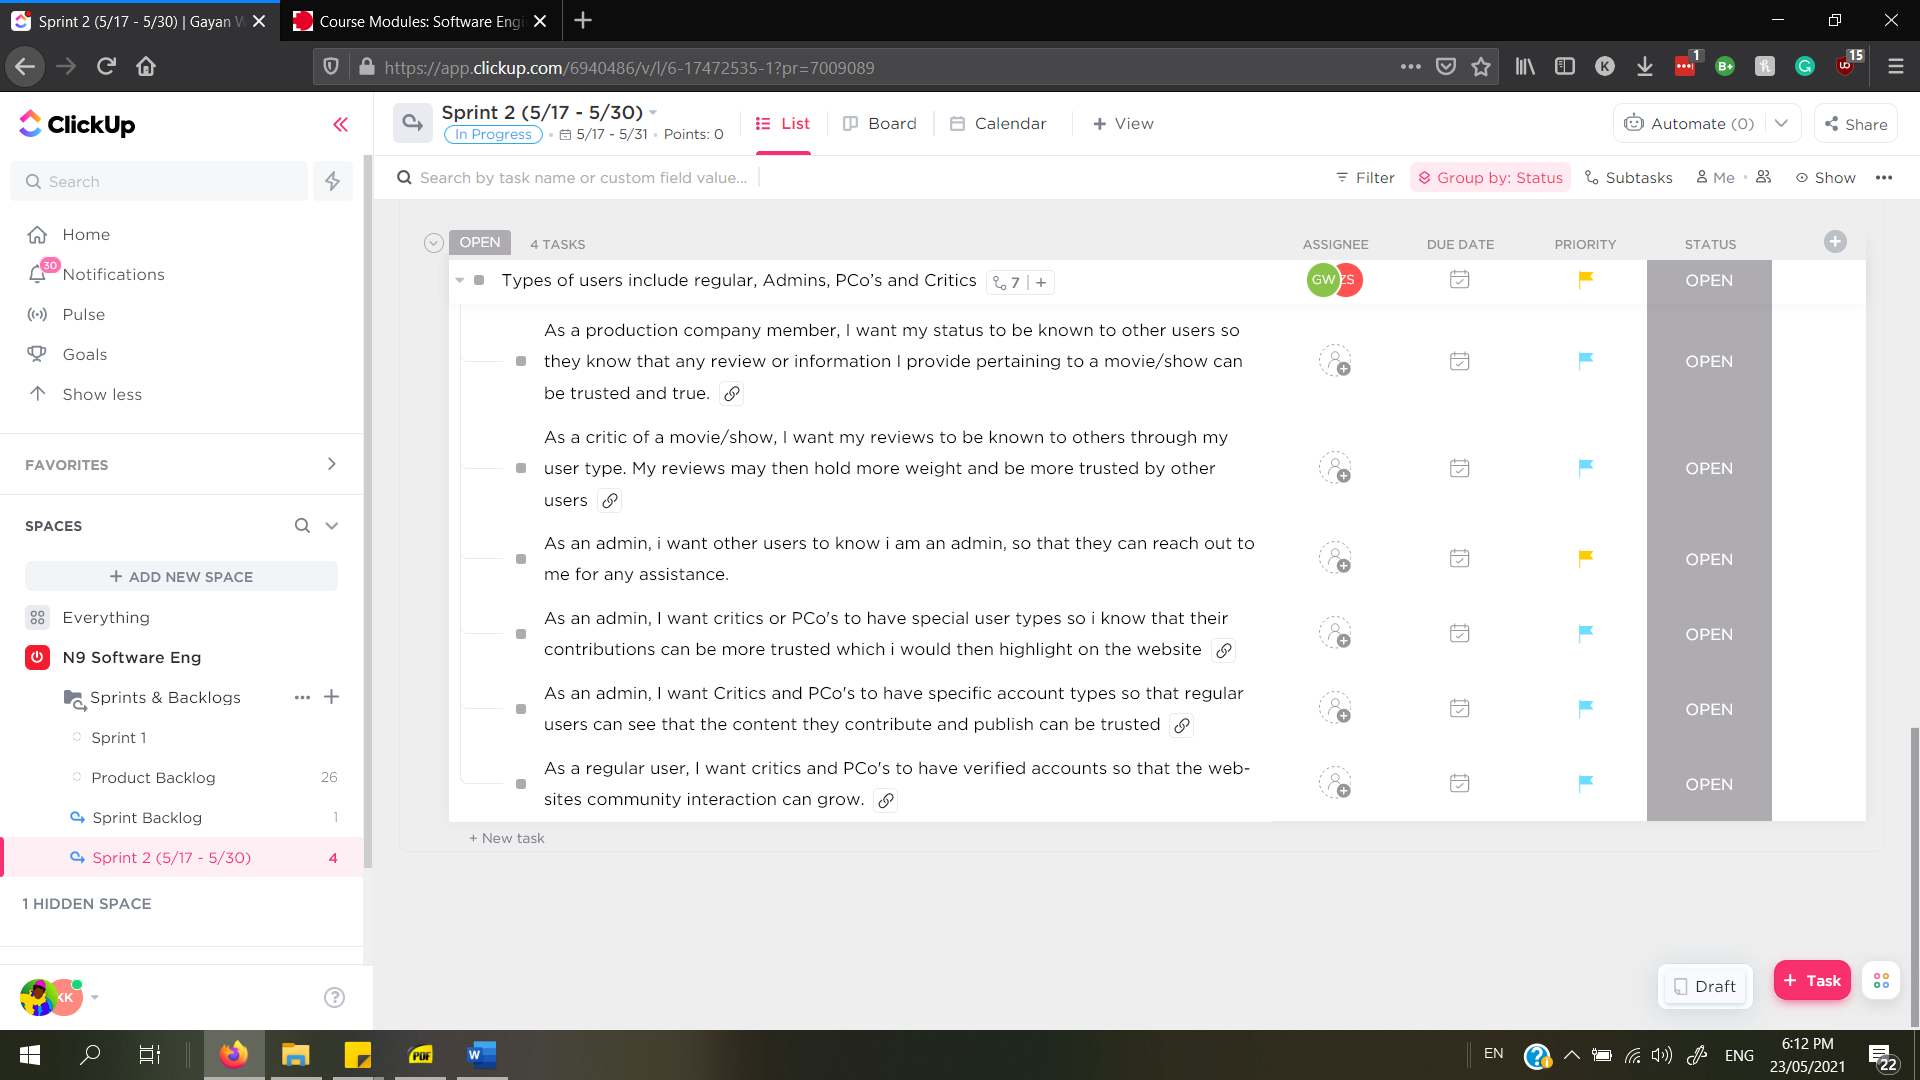 Sprint 2 (5/17 - 5/30) | Gayan W
Course Modules: Software Engi
https://app.clickup.com/6940486/v/l/6-17472535-1?pr=7009089
1
B+
K
15
ClickUp
Search
Home
30
Notifications
Pulse
Goals
Show less
FAVORITES
SPACES
+ ADD NEW SPACE
Everything
N9 Software Eng
Sprints & Backlogs
Sprint 1
Product Backlog 26
Sprint Backlog 1
Sprint 2 (5/17 - 5/30) 4
1 HIDDEN SPACE
KK
Sprint 2 (5/17 - 5/30)
In Progress 5/17 - 5/31 Points: 0
List
Board
Calendar
+ View
Automate (0)
Share
Search by task name or custom field value...
Filter
Group by: Status
Subtasks
Me
Show
OPEN 4 TASKS ASSIGNEE DUE DATE PRIORITY STATUS
Types of users include regular, Admins, PCo’s and Critics 7 + GW ZS OPEN
As a production company member, I want my status to be known to other users so
they know that any review or information I provide pertaining to a movie/show can OPEN
be trusted and true.
As a critic of a movie/show, I want my reviews to be known to others through my
user type. My reviews may then hold more weight and be more trusted by other OPEN
users
As an admin, i want other users to know i am an admin, so that they can reach out to
me for any assistance. OPEN
As an admin, I want critics or PCo's to have special user types so i know that their
contributions can be more trusted which i would then highlight on the website OPEN
As an admin, I want Critics and PCo's to have specific account types so that regular
users can see that the content they contribute and publish can be trusted OPEN
As a regular user, I want critics and PCo's to have verified accounts so that the web-
sites community interaction can grow. OPEN
+ New task
Draft
+ Task
PDF
W
EN
ENG
6:12 PM
23/05/2021
22